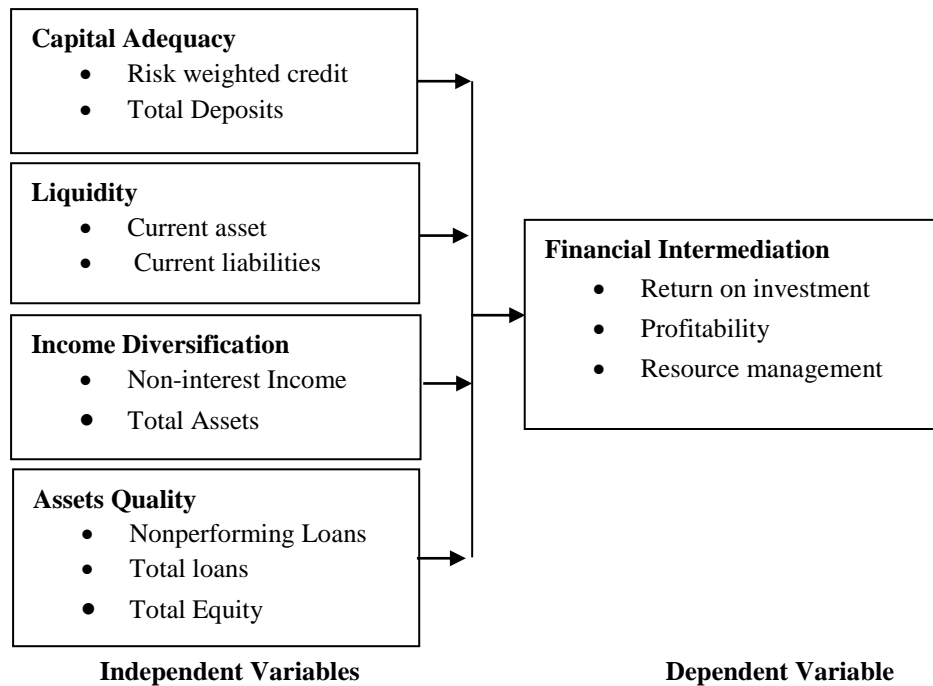 Capital Adequacy
• Risk weighted credit
• Total Deposits
Liquidity
• Current asset
• Current liabilities
Income Diversification
• Non-interest Income
• Total Assets
Assets Quality
• Nonperforming Loans
• Total loans
• Total Equity
Independent Variables
Financial Intermediation
• Return on investment
• Profitability
• Resource management
Dependent Variable